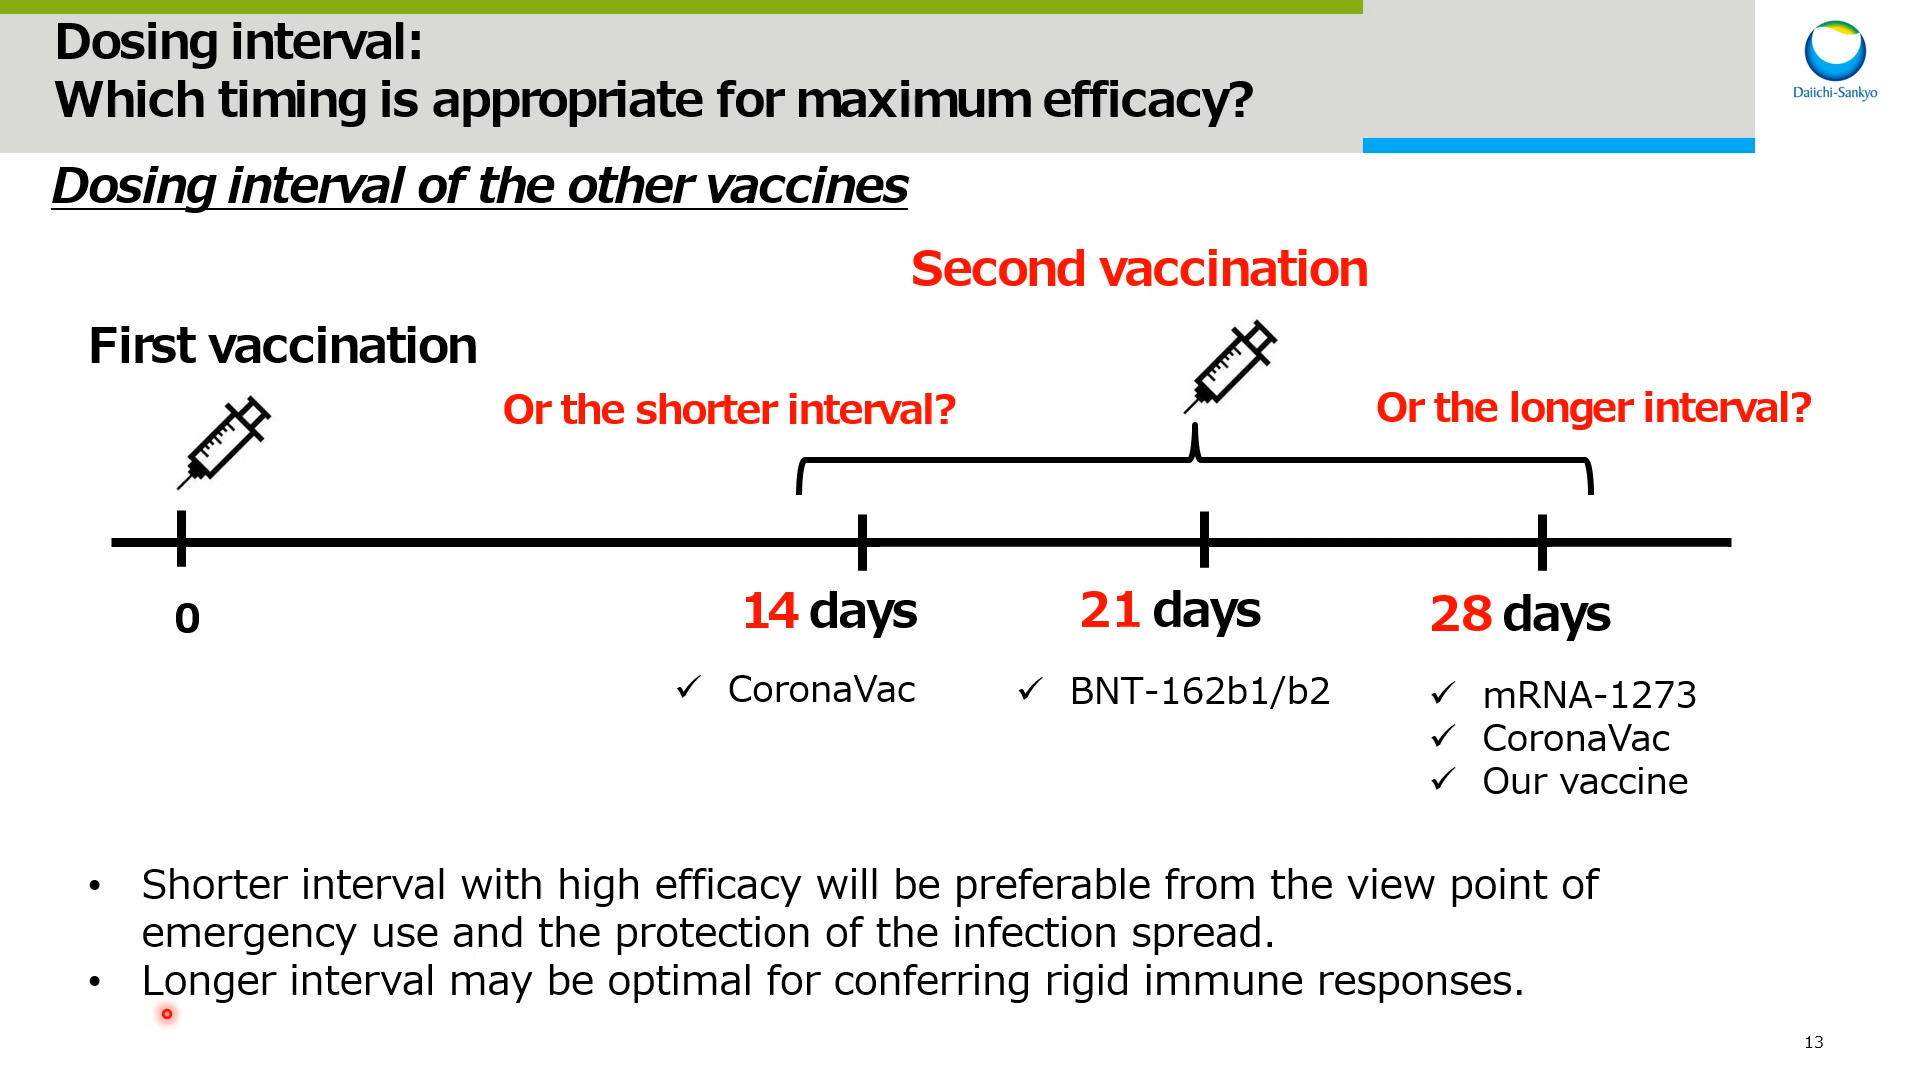 Dosing interval:
Which timing is appropriate for maximum efficacy?
Daiichi-Sankyo
Dosing interval of the other vaccines
Second vaccination
First vaccination
Or the shorter interval?
Or the longer interval?
0
14 days
21 days
28 days
✓ CoronaVac
✓ BNT-162b1/b2
✓ mRNA-1273
✓ CoronaVac
✓ Our vaccine
• Shorter interval with high efficacy will be preferable from the view point of
emergency use and the protection of the infection spread.
• Longer interval may be optimal for conferring rigid immune responses.
13